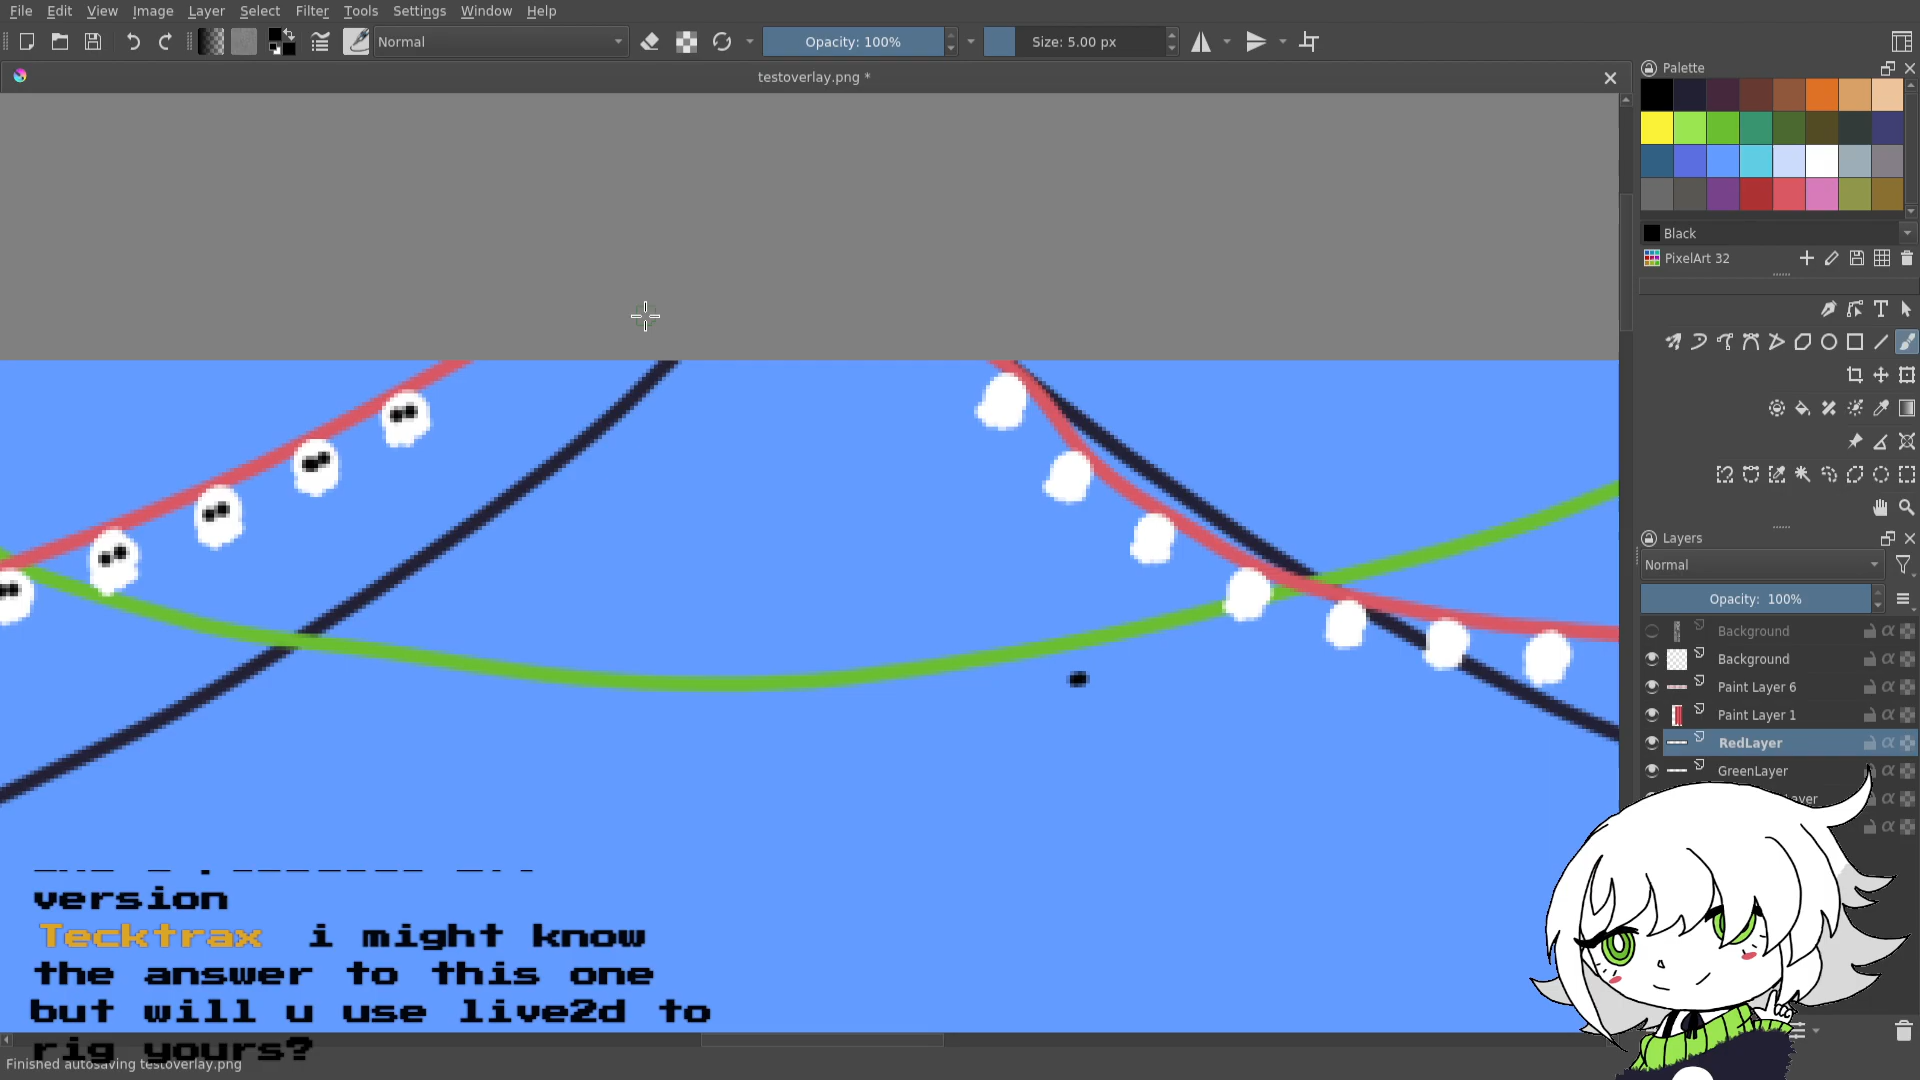 File Edit View Image Layer Select Filter Tools Settings Window Help
Normal
Opacity: 100%
Size: 5.00 px
testoverlay.png *
Palette
Black
PixelArt 32
Layers
Normal
Opacity: 100%
Background
Background
Paint Layer 6
Paint Layer 1
RedLayer
GreenLayer
version
Tecktrax i might know
the answer to this one
but will u use live2d to
rig yours?
Finished autosaving testoverlay.png